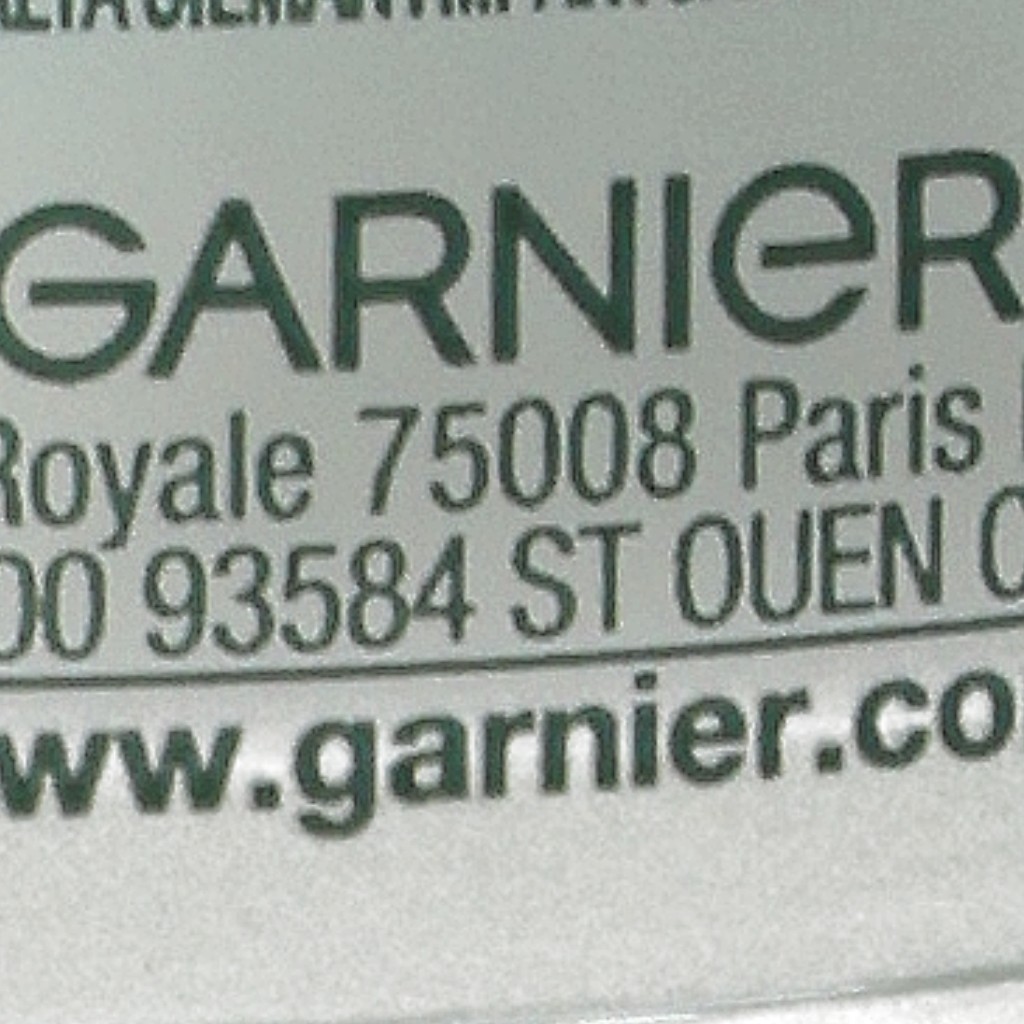 GARNIER
Royale 75008 Paris
00 93584 ST OUEN
www.garnier.co